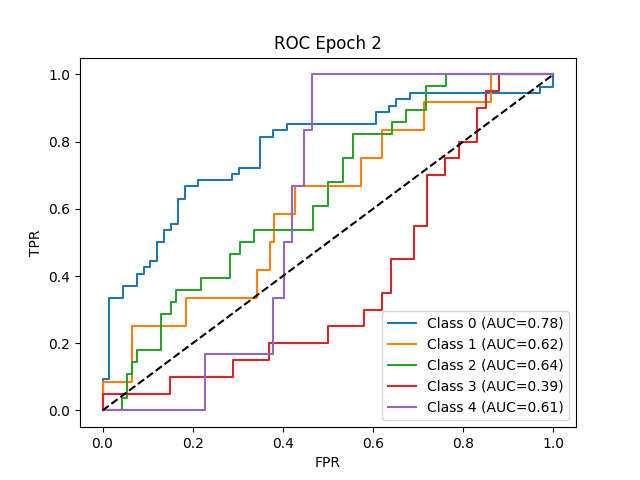 ROC Epoch 2
TPR
1.0
0.8
0.6
0.4
0.2
0.0
0.0 0.2 0.4 0.6 0.8 1.0
FPR
Class 0 (AUC=0.78)
Class 1 (AUC=0.62)
Class 2 (AUC=0.64)
Class 3 (AUC=0.39)
Class 4 (AUC=0.61)